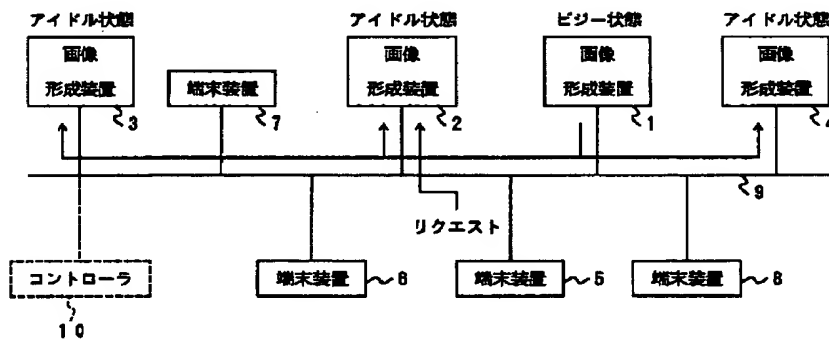 アイドル状態 アイドル状態 ビジー状態 アイドル状態
画像 画像 画像 画像
形成装置 端末装置 形成装置 形成装置 形成装置
3 7 2 1 4
9
リクエスト
コントローラ 端末装置 6 端末装置 5 端末装置 8
10